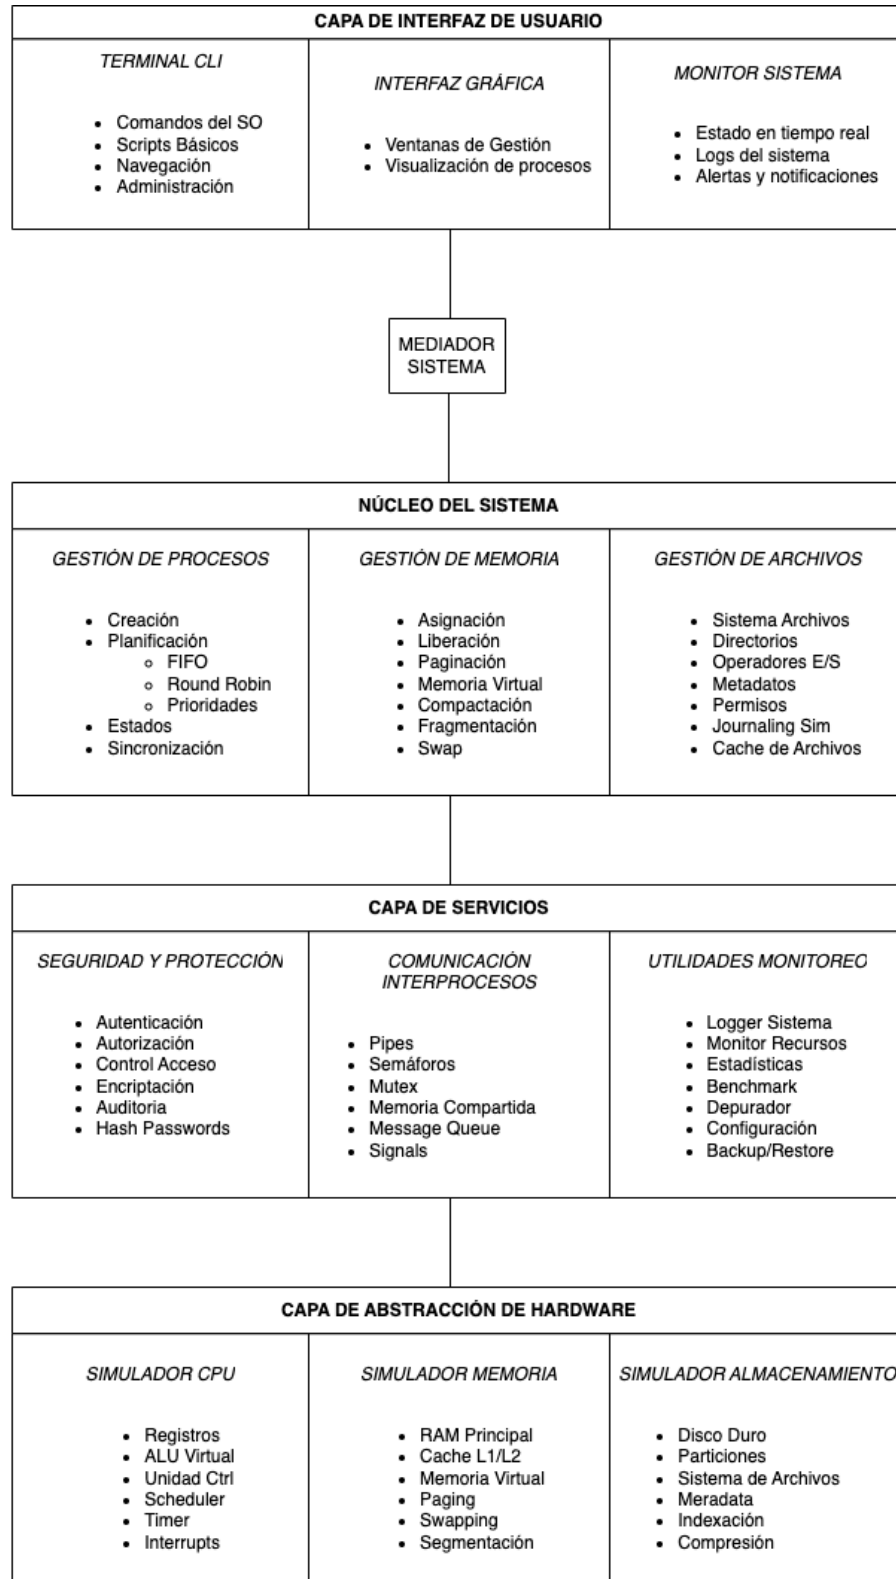 CAPA DE INTERFAZ DE USUARIO
TERMINAL CLI
Comandos del SO
Scripts Básicos
Navegación
Administración
INTERFAZ GRÁFICA
Ventanas de Gestión
Visualización de procesos
MONITOR SISTEMA
Estado en tiempo real
Logs del sistema
Alertas y notificaciones
MEDIADOR
SISTEMA
NÚCLEO DEL SISTEMA
GESTIÓN DE PROCESOS
Creación
Planificación
FIFO
Round Robin
Prioridades
Estados
Sincronización
GESTIÓN DE MEMORIA
Asignación
Liberación
Paginación
Memoria Virtual
Compactación
Fragmentación
Swap
GESTIÓN DE ARCHIVOS
Sistema Archivos
Directorios
Operadores E/S
Metadatos
Permisos
Journaling Sim
Cache de Archivos
CAPA DE SERVICIOS
SEGURIDAD Y PROTECCIÓN
Autenticación
Autorización
Control Acceso
Encriptación
Auditoria
Hash Passwords
COMUNICACIÓN
INTERPROCESOS
Pipes
Semáforos
Mutex
Memoria Compartida
Message Queue
Signals
UTILIDADES MONITOREO
Logger Sistema
Monitor Recursos
Estadísticas
Benchmark
Depurador
Configuración
Backup/Restore
CAPA DE ABSTRACCIÓN DE HARDWARE
SIMULADOR CPU
Registros
ALU Virtual
Unidad Ctrl
Scheduler
Timer
Interrupts
SIMULADOR MEMORIA
RAM Principal
Cache L1/L2
Memoria Virtual
Paging
Swapping
Segmentación
SIMULADOR ALMACENAMIENTO
Disco Duro
Particiones
Sistema de Archivos
Meradata
Indexación
Compresión